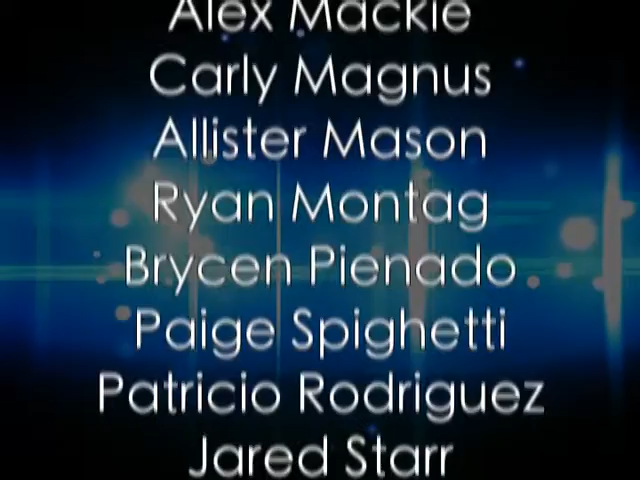 Alex Mackie
Carly Magnus
Allister Mason
Ryan Montag
Brycen Pienado
Paige Spighetti
Patricio Rodriguez
Jared Starr